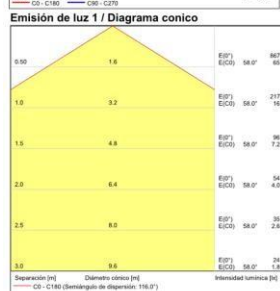 C0 - C180 C90 - C270
Emisión de luz 1 / Diagrama conico
0.50 1.6 E(0°) 867
E(C0) 58.0° 65
1.0 3.2 E(0°) 217
E(C0) 58.0° 16
1.5 4.8 E(0°) 96
E(C0) 58.0° 7.2
2.0 6.4 E(0°) 54
E(C0) 58.0° 4.0
2.5 8.0 E(0°) 35
E(C0) 58.0° 2.6
3.0 9.6 E(0°) 24
E(C0) 58.0° 1.8
Separación [m] Diámetro cónico [m] Intensidad lumínica [lx]
C0 - C180 (Semiángulo de dispersión: 116.0°)